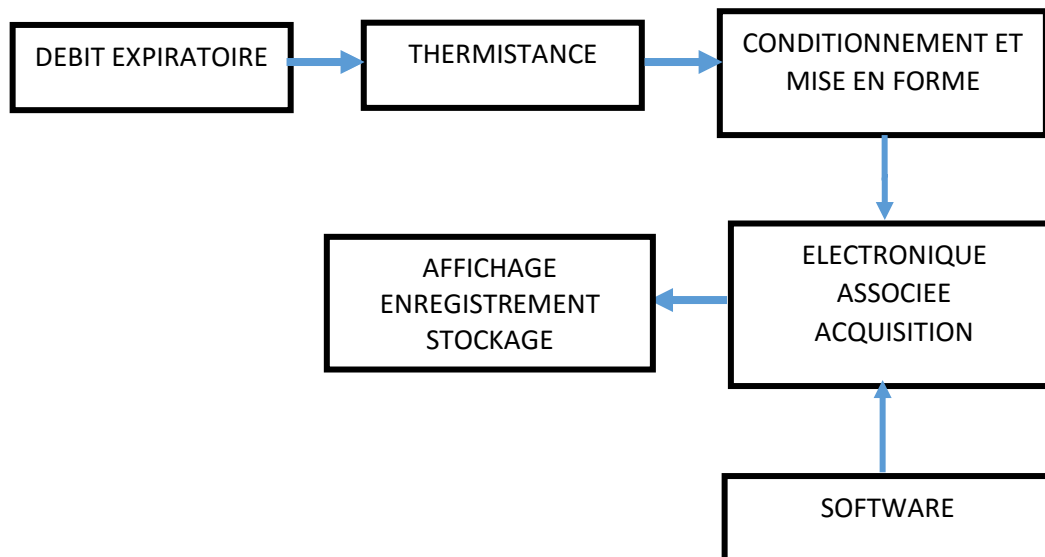 DEBIT EXPIRATOIRE
THERMISTANCE
CONDITIONNEMENT ET
MISE EN FORME
AFFICHAGE
ENREGISTREMENT
STOCKAGE
ELECTRONIQUE
ASSOCIEE
ACQUISITION
SOFTWARE